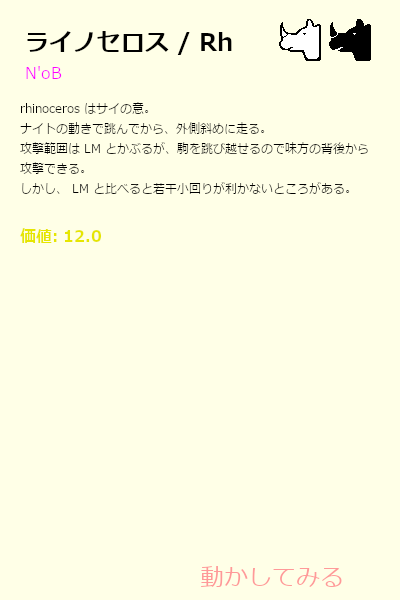 ライノセロス / Rh
N'oB
rhinoceros はサイの意。
ナイトの動きで跳んでから、外側斜めに走る。
攻撃範囲は LM とかぶるが、駒を跳び越せるので味方の背後から
攻撃できる。
しかし、 LM と比べると若干小回りが利かないところがある。
価値: 12.0
動かしてみる